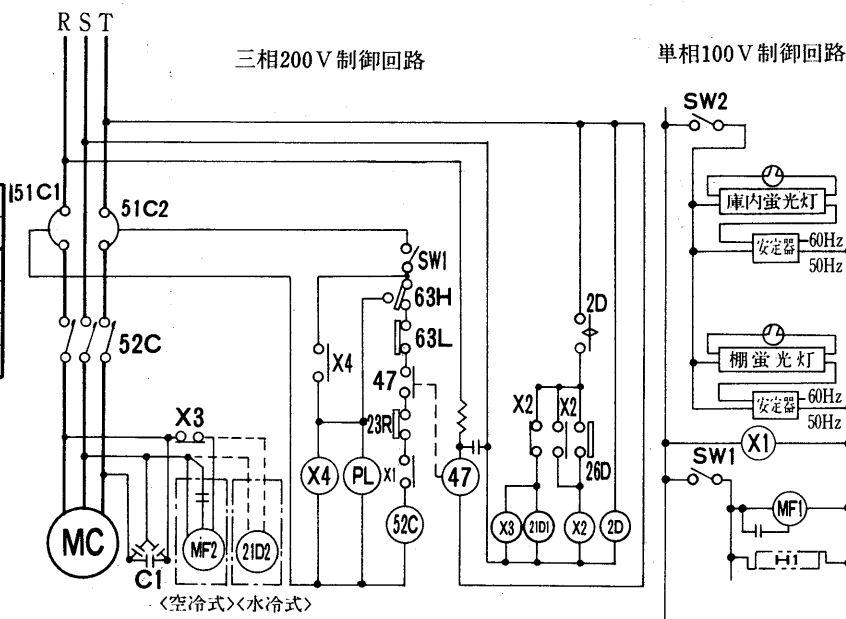 R S T
三相200V制御回路
単相100V制御回路
SW2
51C1
51C2
庫内蛍光灯
安定器
60Hz
50Hz
SW1
63H
63L
2D
52C
X4
47
棚蛍光灯
安定器
60Hz
50Hz
X3
23R
X2
X2
X1
SW1
X4
PL
X1
47
26D
MF1
52C
X3
21D1
X2
2D
MC
MF2
21D2
H1
C1
〈空冷式〉〈水冷式〉